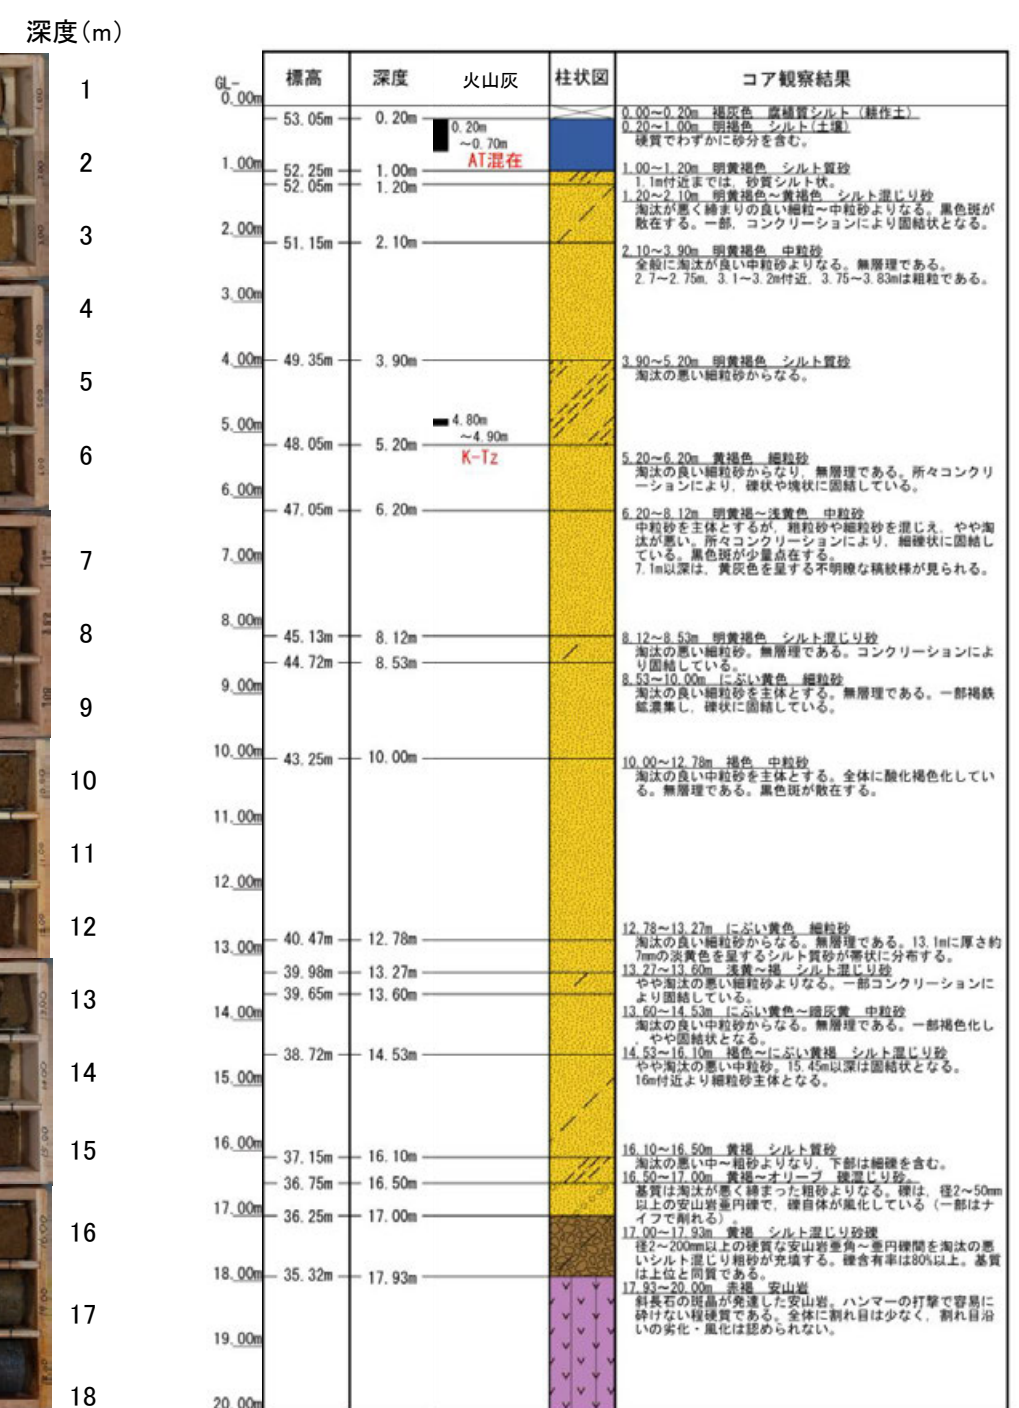 深度(m)
1
2
3
4
5
6
7
8
9
10
11
12
13
14
15
16
17
18
標高 深度 火山灰 柱状図 コア観察結果
GL-
0.00m
1.00m
2.00m
3.00m
4.00m
5.00m
6.00m
7.00m
8.00m
9.00m
10.00m
11.00m
12.00m
13.00m
14.00m
15.00m
16.00m
17.00m
18.00m
19.00m
20.00m
53.05m 0.20m
52.25m 1.00m
52.05m 1.20m
51.15m 2.10m
49.35m 3.90m
48.05m 5.20m
47.05m 6.20m
45.13m 8.12m
44.72m 8.53m
43.25m 10.00m
40.47m 12.78m
39.98m 13.27m
39.65m 13.60m
38.72m 14.53m
37.15m 16.10m
36.75m 16.50m
36.25m 17.00m
35.32m 17.93m
0.20m
～0.70m
AT混在
4.80m
～4.90m
K-Tz
0.00～0.20m 褐灰色 腐植質シルト（耕作土）
0.20～1.00m 明褐色 シルト(土壌)
硬質でわずかに砂分を含む。
1.00～1.20m 明黄褐色 シルト質砂
1.1m付近までは、砂質シルト状。
1.20～2.10m 明黄褐色～黄褐色 シルト混じり砂
淘汰が悪く締まりの良い細粒～中粒砂よりなる。黒色斑が
散在する。一部、コンクリーションにより固結状となる。
2.10～3.90m 明黄褐色 中粒砂
全般に淘汰が良い中粒砂よりなる。無層理である。
2.7～2.75m、3.1～3.2m付近、3.75～3.83mは粗粒である。
3.90～5.20m 明黄褐色 シルト質砂
淘汰の悪い細粒砂からなる。
5.20～6.20m 黄褐色 細粒砂
淘汰の良い細粒砂からなり、無層理である。所々コンクリ
ーションにより、礫状や塊状に固結している。
6.20～8.12m 明黄褐～浅黄色 中粒砂
中粒砂を主体とするが、粗粒砂や細粒砂を混じえ、やや淘
汰が悪い。所々コンクリーションにより、細礫状に固結し
ている。黒色斑が少量点在する。
7.1m以深は、黄灰色を呈する不明瞭な縞紋様が見られる。
8.12～8.53m 明黄褐色 シルト混じり砂
淘汰の悪い細粒砂。無層理である。コンクリーションによ
り固結している。
8.53～10.00m にぶい黄色 細粒砂
淘汰の良い細粒砂を主体とする。無層理である。一部褐鉄
鉱濃集し、礫状に固結している。
10.00～12.78m 褐色 中粒砂
淘汰の良い中粒砂を主体とする。全体に酸化褐色化してい
る。無層理である。黒色斑が散在する。
12.78～13.27m にぶい黄色 細粒砂
淘汰の良い細粒砂からなる。無層理である。13.1mに厚さ約
7mmの淡黄色を呈するシルト質砂が帯状に分布する。
13.27～13.60m 浅黄～褐 シルト混じり砂
やや淘汰の悪い細粒砂よりなる。一部コンクリーションに
より固結している。
13.60～14.53m にぶい黄色～暗灰黄 中粒砂
淘汰の良い中粒砂からなる。無層理である。一部褐色化し
、やや固結状となる。
14.53～16.10m 褐色～にぶい黄褐 シルト混じり砂
やや淘汰の悪い中粒砂。15.45m以深は固結状となる。
16m付近より細粒砂主体となる。
16.10～16.50m 黄褐 シルト質砂
淘汰の悪い中～粗砂よりなり、下部は細礫を含む。
16.50～17.00m 黄褐～オリーブ 礫混じり砂。
基質は淘汰が悪く締まった粗砂よりなる。礫は、径2～50mm
以上の安山岩亜円礫で、礫自体が風化している（一部はナ
イフで削れる）。
17.00～17.93m 黄褐 シルト混じり砂礫
径2～200mm以上の硬質な安山岩亜角～亜円礫間を淘汰の悪
いシルト混じり粗砂が充填する。礫含有率は80%以上。基質
は上位と同質である。
17.93～20.00m 赤褐 安山岩
斜長石の斑晶が発達した安山岩。ハンマーの打撃で容易に
砕けない程硬質である。全体に割れ目は少なく、割れ目沿
いの劣化・風化は認められない。